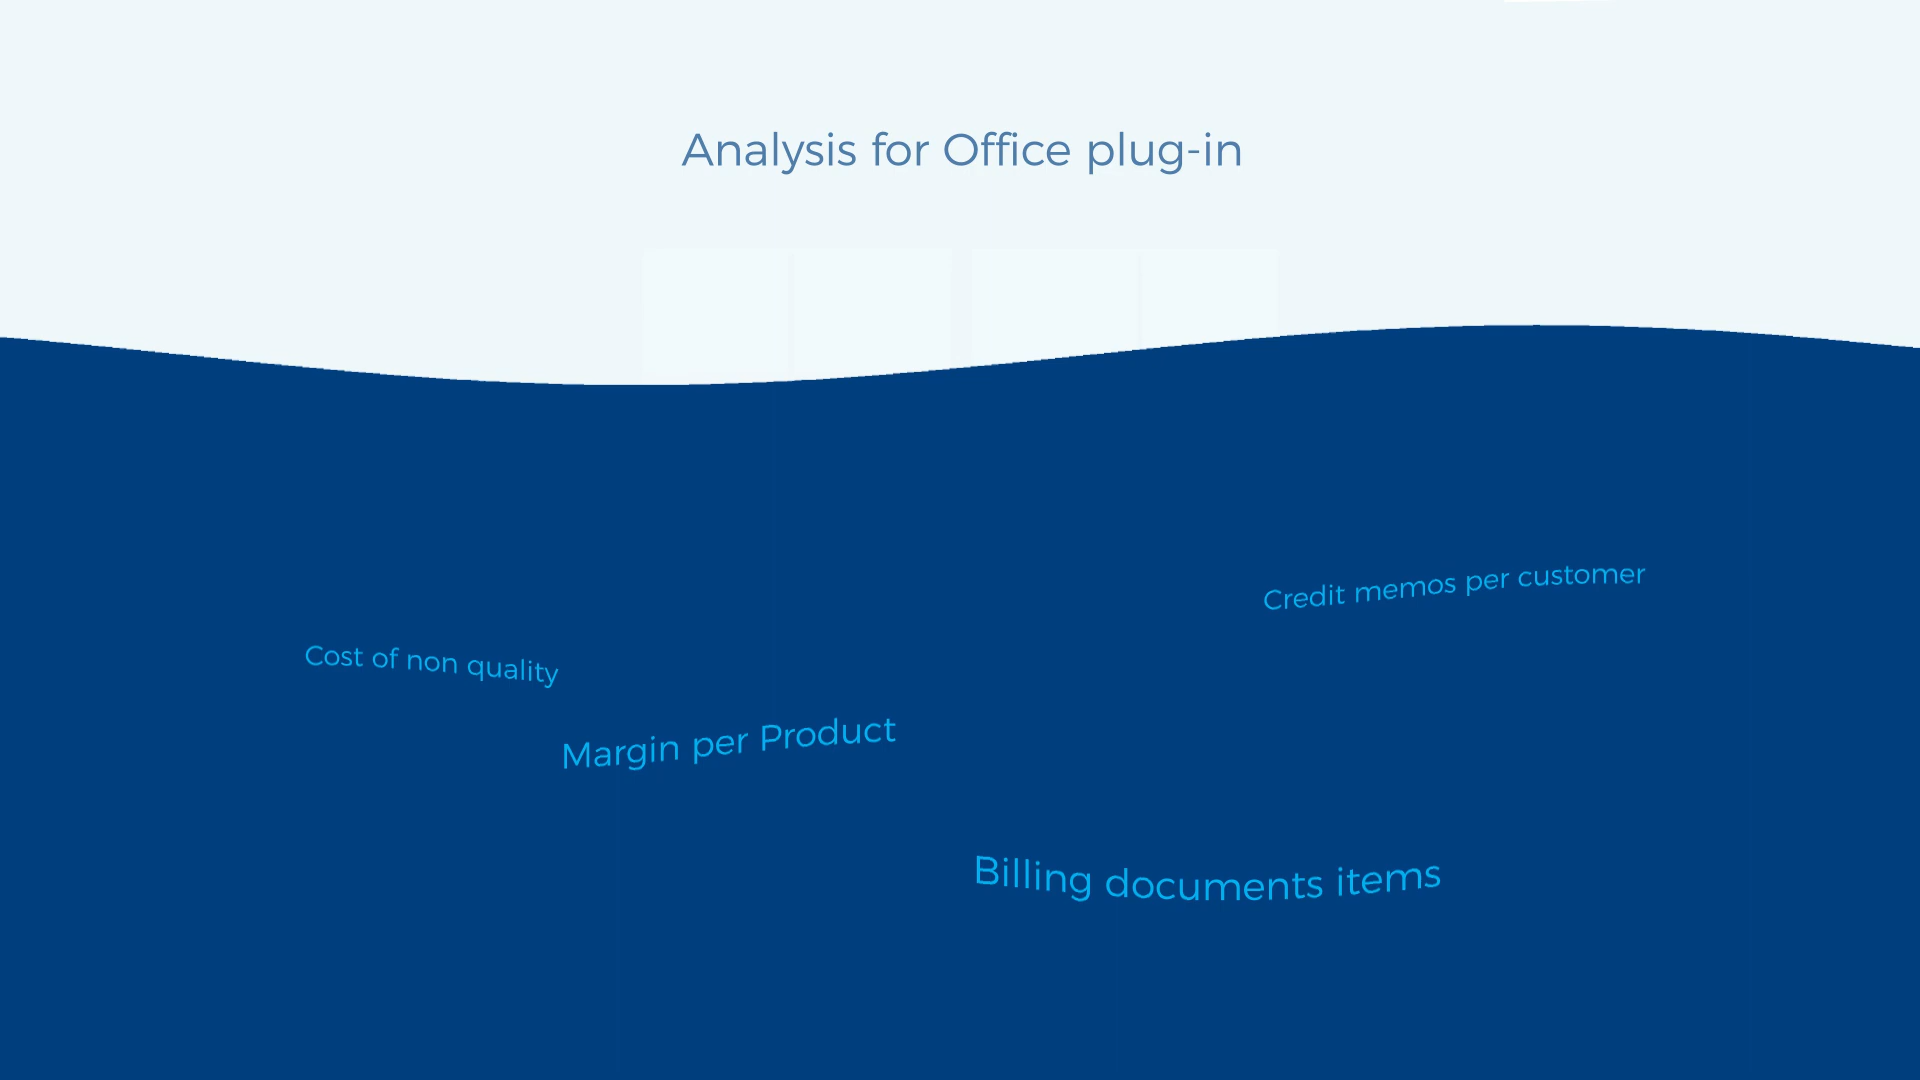 Analysis for Office plug-in
Credit memos per customer
Cost of non quality
Margin per Product
Billing documents items